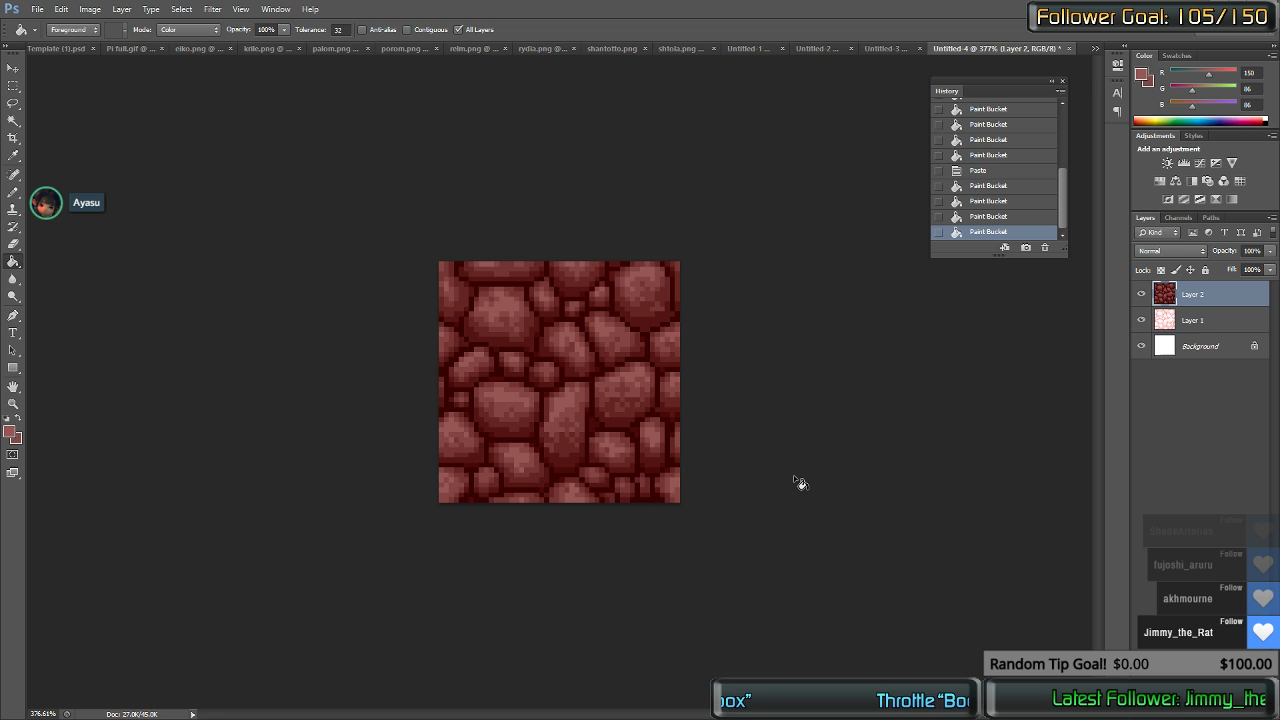 Ps File Edit Image Layer Type Select Filter View Window Help
Follower Goal: 105/150
Foreground Mode: Color Opacity: 100% Tolerance: 32 Anti-alias Contiguous All Layers
Template (1).psd × Pi full.gif @ ... × eiko.png @ ... × krile.png @ ... × palom.png @ ... × porom.png @ ... × relm.png @ ... × rydia.png @ ... × shantotto.png × shtola.png ... × Untitled-1 ... × Untitled-2 ... × Untitled-3 ... × Untitled-4 @ 377% (Layer 2, RGB/8) * ×
Color Swatches
R 150
G 86
B 86
History
Paint Bucket
Paint Bucket
Paint Bucket
Paint Bucket
Paste
Paint Bucket
Paint Bucket
Paint Bucket
Paint Bucket
Adjustments Styles
Add an adjustment
Ayasu
Layers Channels Paths
Kind
Normal Opacity: 100%
Lock: Fill: 100%
Layer 2
Layer 1
Background
Follow
fujoshi_aruru Follow
akhmourne Follow
Jimmy_the_Rat Follow
Random Tip Goal! $0.00 $100.00
box” Throttle “Bo
Latest Follower: Jimmy_the
376.61% Doc: 27.0K/45.0K